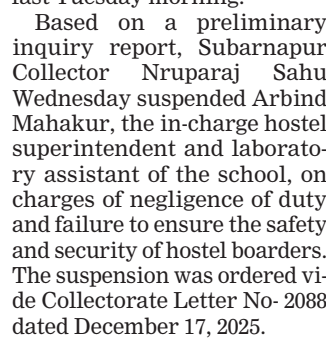 last Tuesday morning.
Based on a preliminary
inquiry report, Subarnapur
Collector Nruparaj Sahu
Wednesday suspended Arbind
Mahakur, the in-charge hostel
superintendent and laborato-
ry assistant of the school, on
charges of negligence of duty
and failure to ensure the safety
and security of hostel boarders.
The suspension was ordered vi-
de Collectorate Letter No- 2088
dated December 17, 2025.